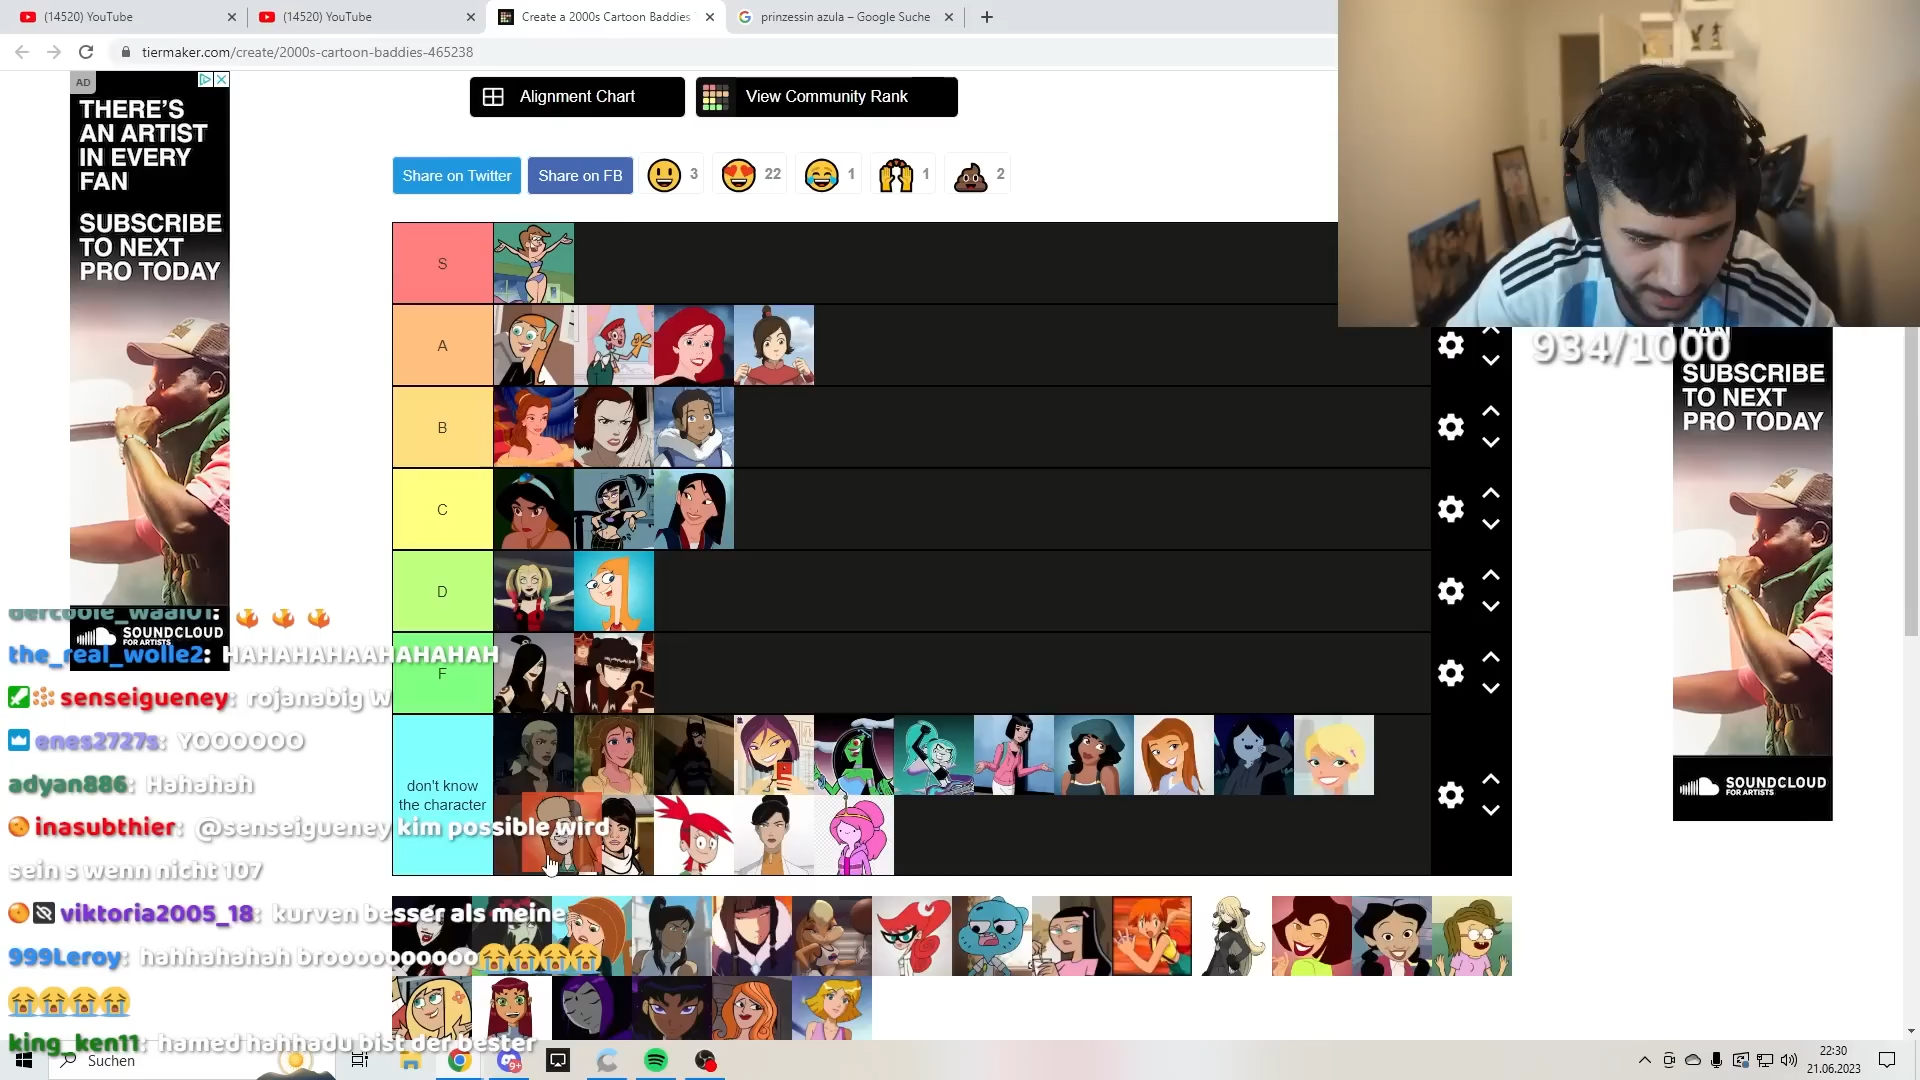 (14520) YouTube
(14520) YouTube
Create a 2000s Cartoon Baddies
prinzessin azula – Google Suche
tiermaker.com/create/2000s-cartoon-baddies-465238
AD
THERE'S
AN ARTIST
IN EVERY
FAN
SUBSCRIBE
TO NEXT
PRO TODAY
SOUNDCLOUD
FOR ARTISTS
Alignment Chart
View Community Rank
Share on Twitter
Share on FB
3
22
1
1
2
S
A
B
C
D
F
don't know
the character
934/1000
FAN
SUBSCRIBE
TO NEXT
PRO TODAY
SOUNDCLOUD
FOR ARTISTS
dercoole_waal01:
the_real_wolle2: HAHAHAHAAHAHAHAH
senseigueney: rojanabig W
enes2727s: YOOOOOO
adyan886: Hahahah
inasubthier: @senseigueney kim possible wird
sein s wenn nicht 107
viktoria2005_18: kurven besser als meine
999Leroy: hahhahahah brooooooooooo
king_ken11: hamed hahhadu bist der bester
Suchen
9+
22:30
21.06.2023